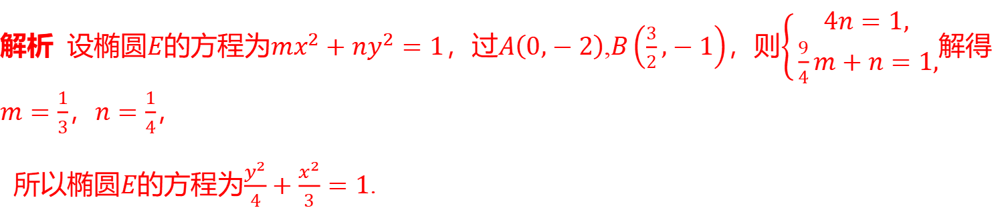 解析 设椭圆$E$的方程为$mx^2+ny^2=1$，过$A(0,-2)$,$B\left(\frac{3}{2},-1\right)$，则$\begin{cases}4n=1,\\ \frac{9}{4}m+n=1,\end{cases}$解得
$m=\frac{1}{3}$，$n=\frac{1}{4}$,
所以椭圆$E$的方程为$\frac{y^2}{4}+\frac{x^2}{3}=1$.